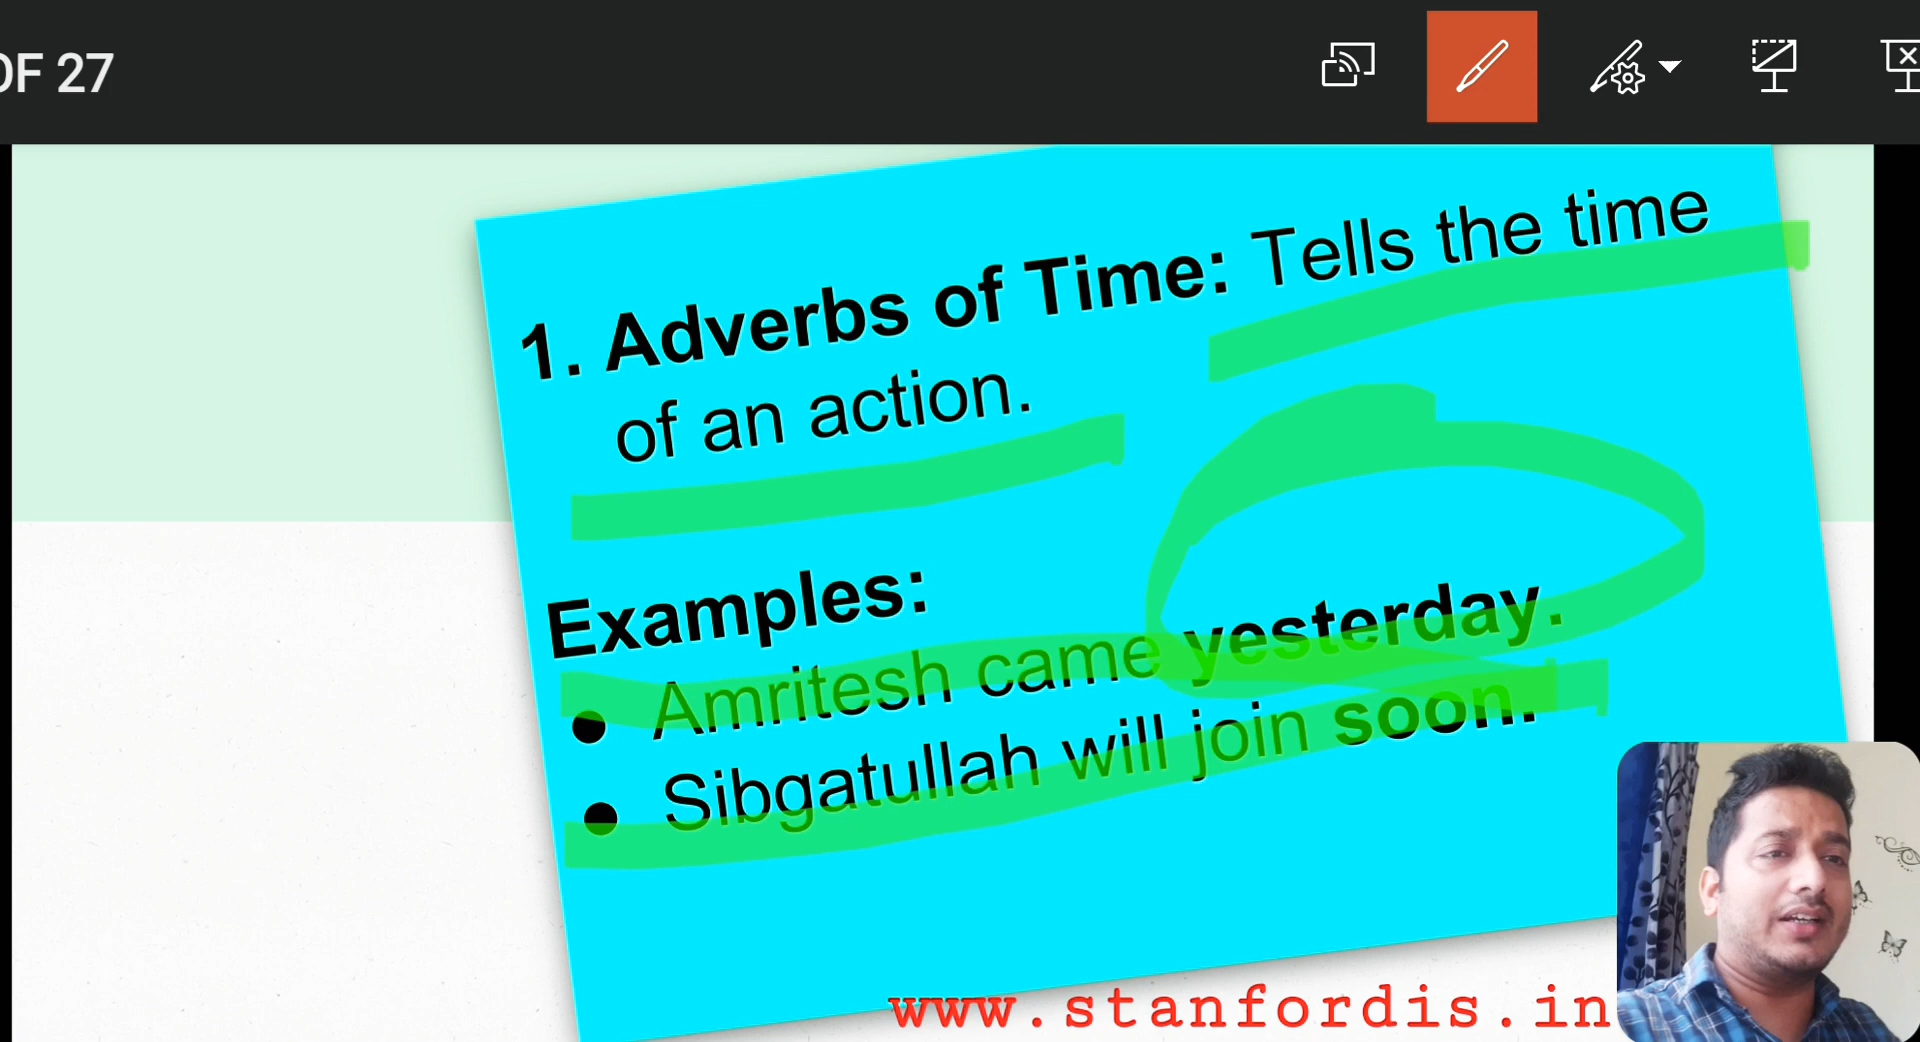 OF 27
1. Adverbs of Time: Tells the time
of an action.
Examples:
● Amritesh came yesterday.
● Sibgatullah will join soon.
www.stanfordis.in